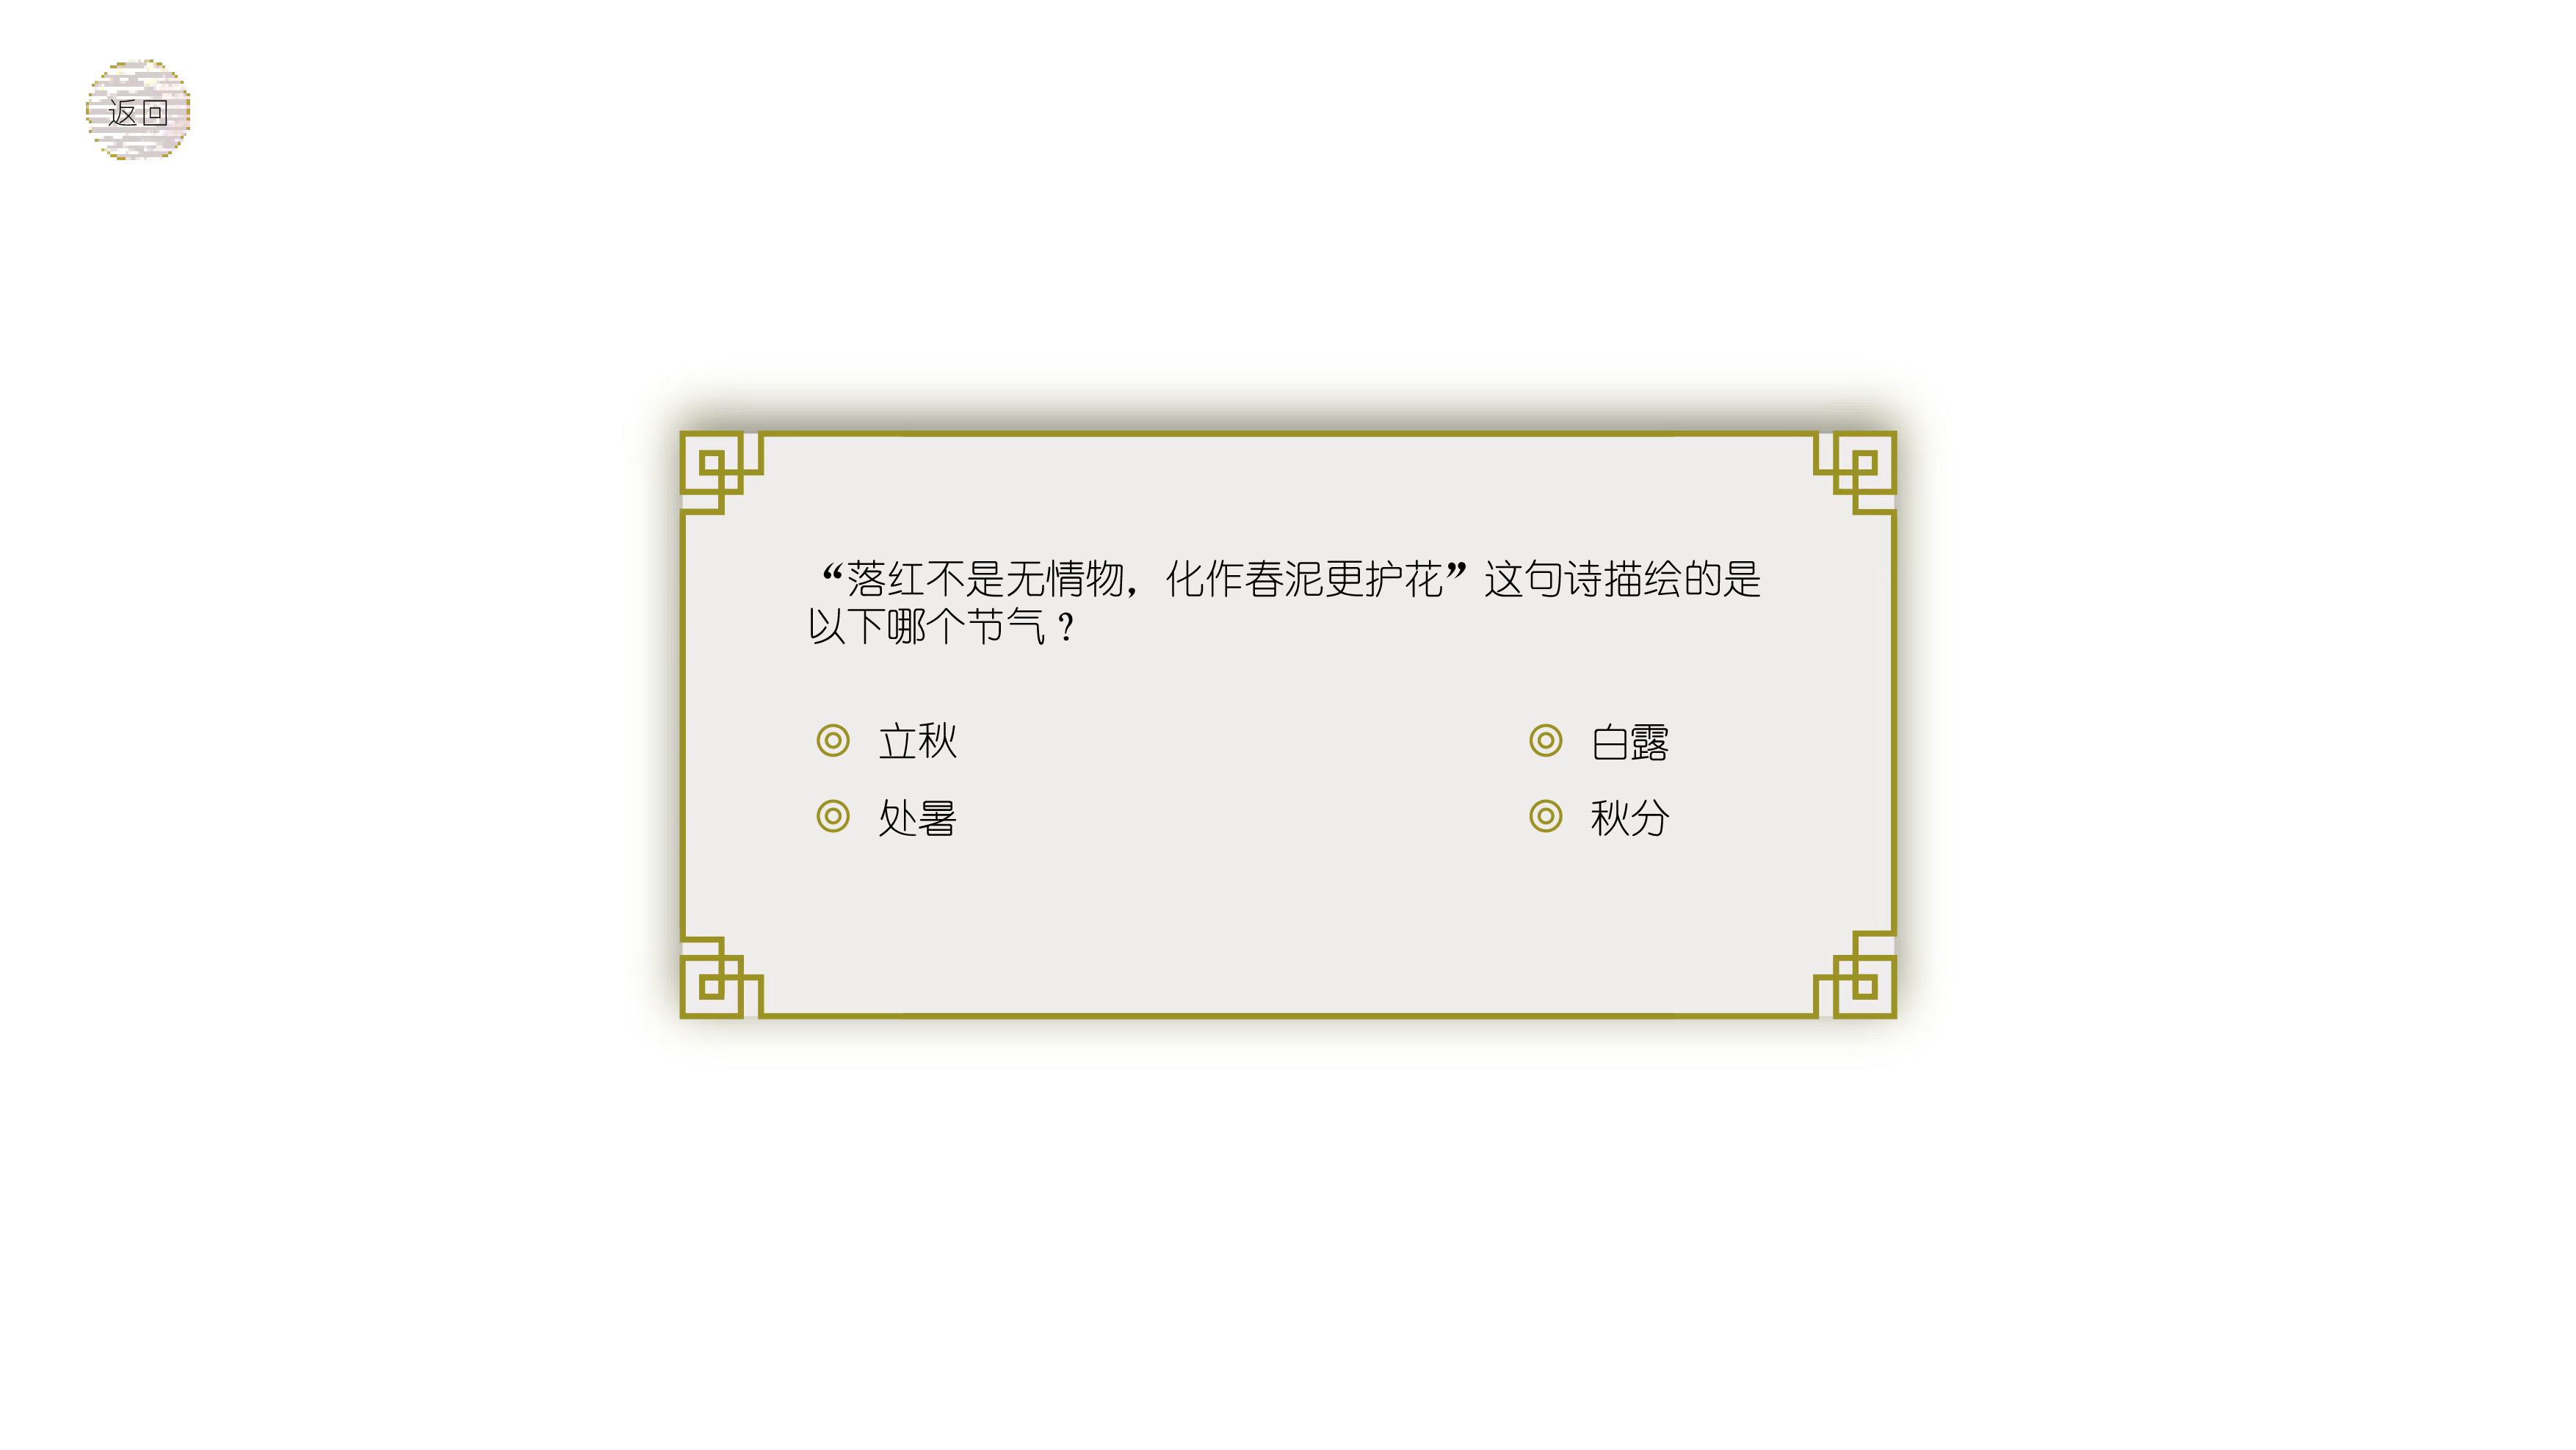 返回
“落红不是无情物，化作春泥更护花”这句诗描绘的是
以下哪个节气？
立秋 白露
处暑 秋分